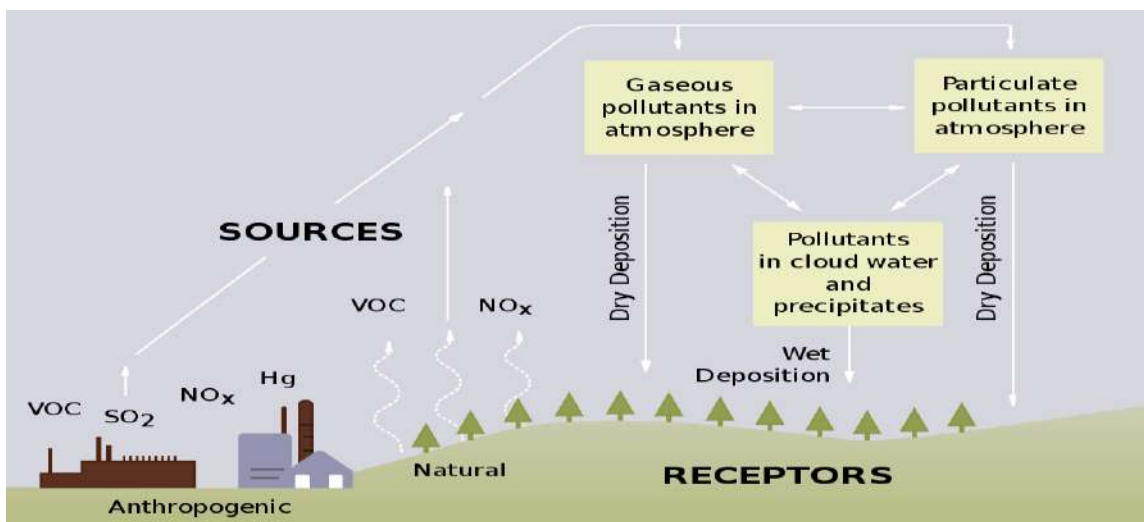 Gaseous
pollutants in
atmosphere
Particulate
pollutants in
atmosphere
SOURCES
Dry Deposition
Pollutants
in cloud water
and
precipitates
Dry Deposition
VOC
NOx
Wet
Deposition
Hg
NOx
VOC
SO2
Natural
RECEPTORS
Anthropogenic